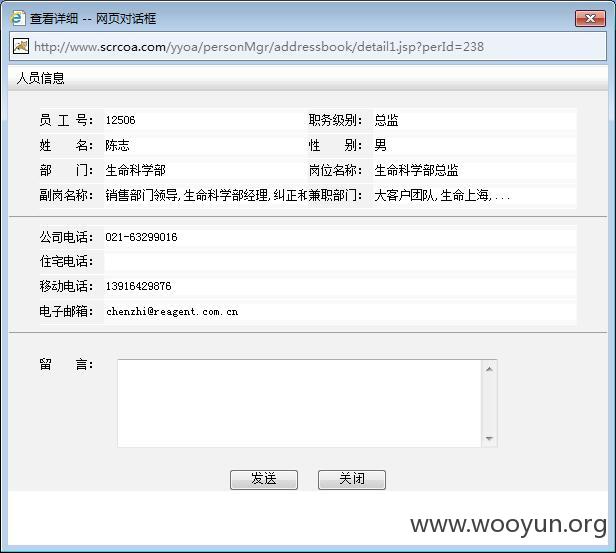 查看详细 -- 网页对话框
http://www.scrcoa.com/yyoa/personMgr/addressbook/detail1.jsp?perId=238
人员信息
员 工 号: 12506 职务级别: 总监
姓 名: 陈志 性 别: 男
部 门: 生命科学部 岗位名称: 生命科学部总监
副岗名称: 销售部门领导,生命科学部经理,纠正和 兼职部门: 大客户团队,生命上海,...
公司电话: 021-63299016
住宅电话:
移动电话: 13916429876
电子邮箱: chenzhi@reagent.com.cn
留 言:
发送 关闭
www.wooyun.org